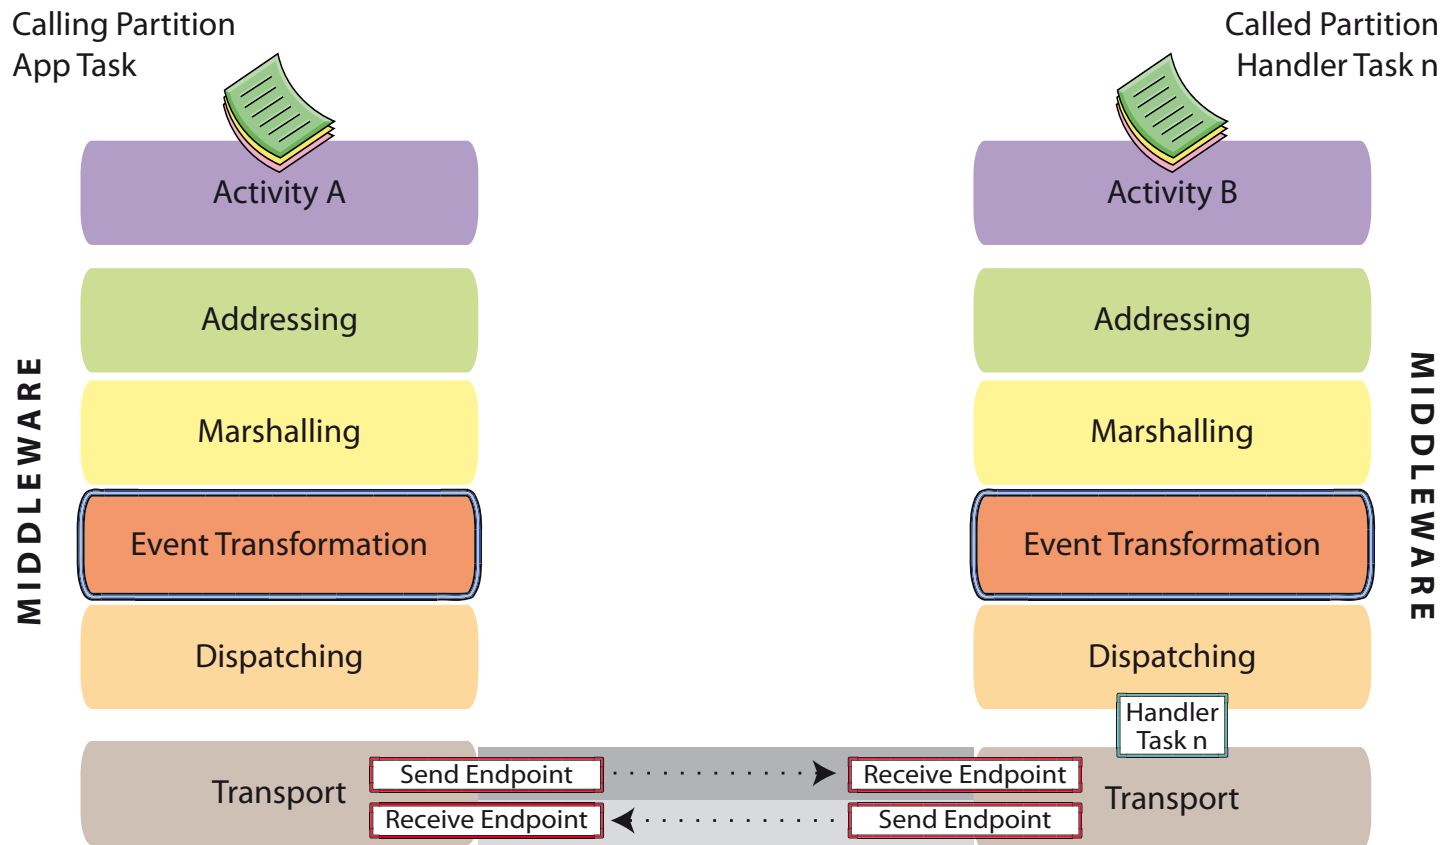 Calling Partition
App Task
Called Partition
Handler Task n
Activity A
Activity B
Addressing
Addressing
Marshalling
Marshalling
MIDDLEWARE
MIDDLEWARE
Event Transformation
Event Transformation
Dispatching
Dispatching
Handler
Task n
Transport
Send Endpoint
Receive Endpoint
Transport
Receive Endpoint
Send Endpoint